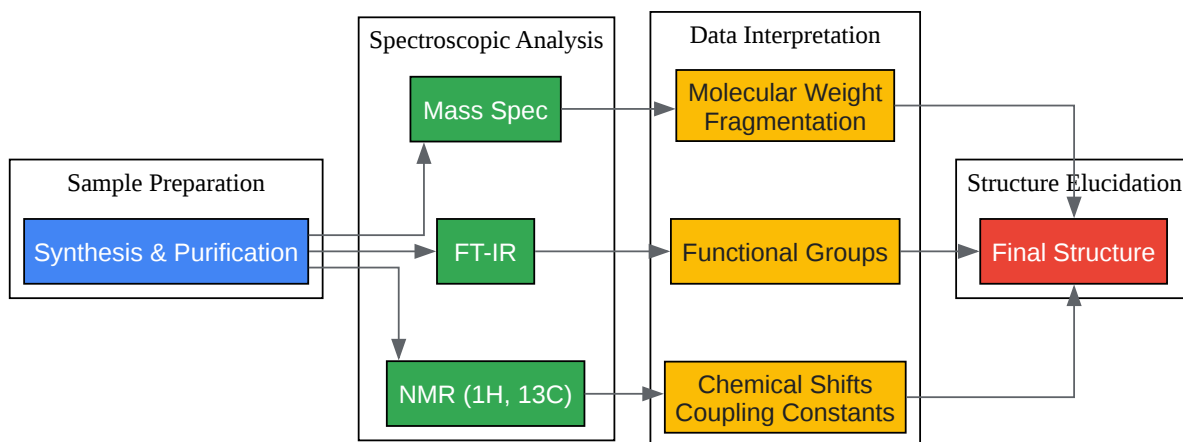 Sample Preparation
Synthesis & Purification
Spectroscopic Analysis
Mass Spec
FT-IR
NMR (1H, 13C)
Data Interpretation
Molecular Weight
Fragmentation
Functional Groups
Chemical Shifts
Coupling Constants
Structure Elucidation
Final Structure